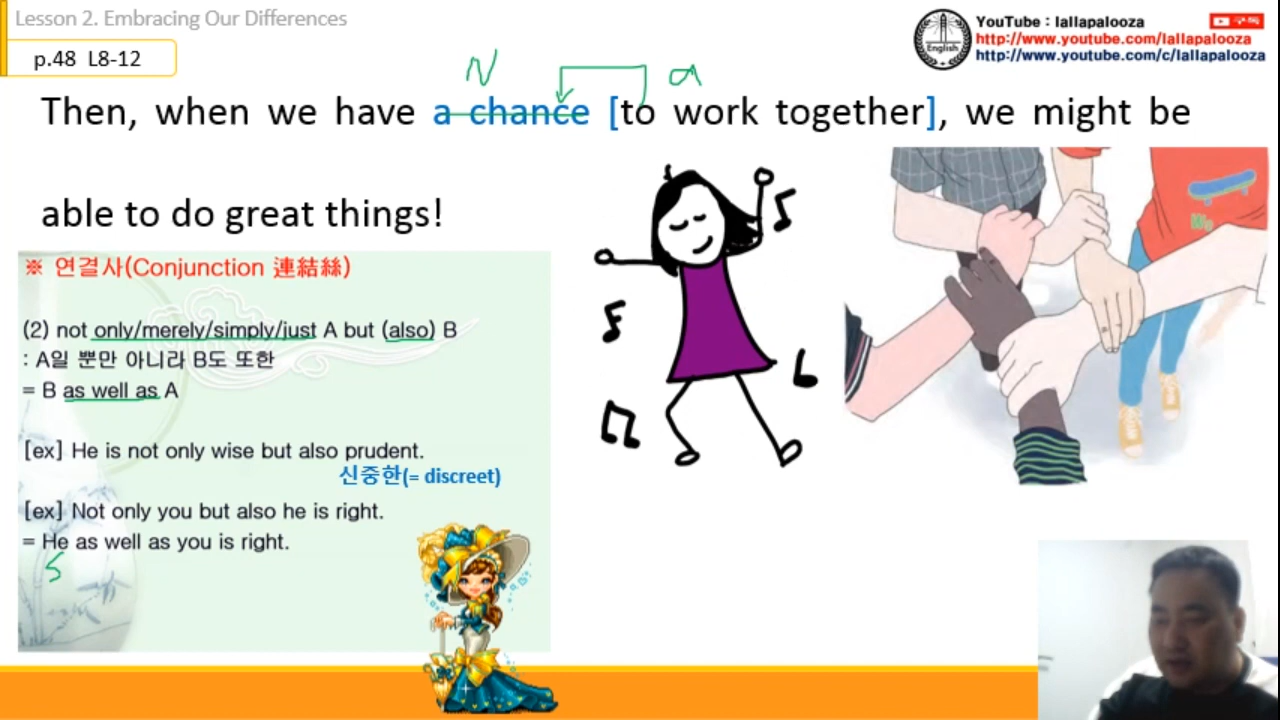 Lesson 2. Embracing Our Differences
p.48 L8-12
English
YouTube : lallapalooza
구독
http://www.youtube.com/lallapalooza
http://www.youtube.com/c/lallapalooza
N
a
Then, when we have a chance [to work together], we might be
able to do great things!
※ 연결사(Conjunction 連結絲)
(2) not only/merely/simply/just A but (also) B
: A일 뿐만 아니라 B도 또한
= B as well as A
[ex] He is not only wise but also prudent.
신중한(= discreet)
[ex] Not only you but also he is right.
= He as well as you is right.
S